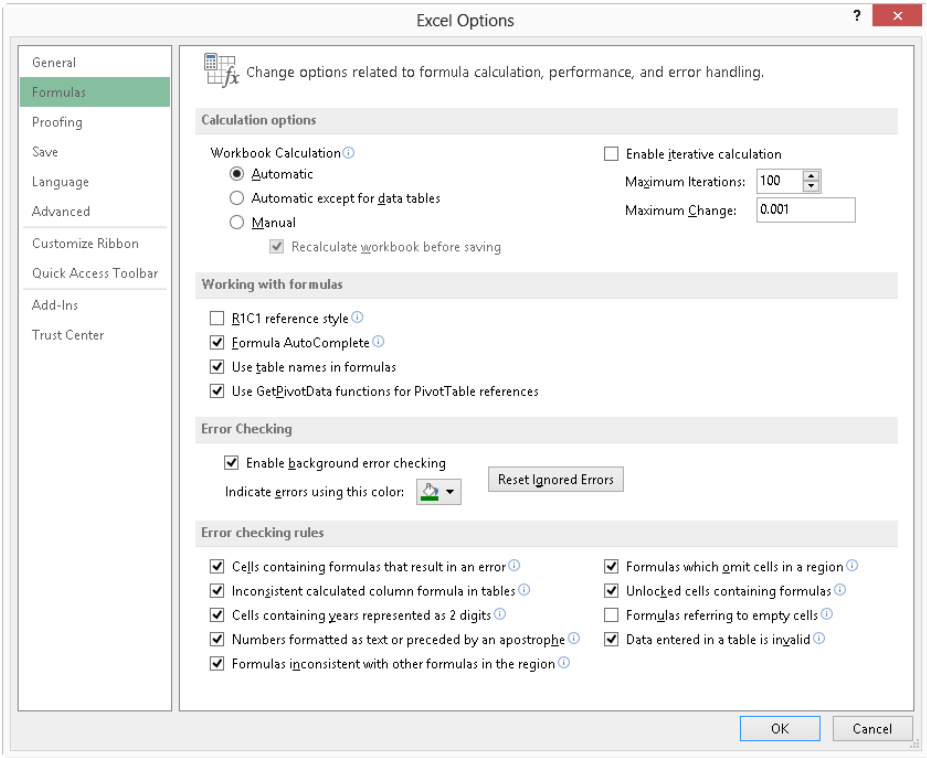 Excel Options
?
General
Formulas
Proofing
Save
Language
Advanced
Customize Ribbon
Quick Access Toolbar
Add-Ins
Trust Center
fx Change options related to formula calculation, performance, and error handling.
Calculation options
Workbook Calculation
Automatic
Automatic except for data tables
Manual
Recalculate workbook before saving
Enable iterative calculation
Maximum Iterations: 100
Maximum Change: 0.001
Working with formulas
R1C1 reference style
Formula AutoComplete
Use table names in formulas
Use GetPivotData functions for PivotTable references
Error Checking
Enable background error checking
Indicate errors using this color:
Reset Ignored Errors
Error checking rules
Cells containing formulas that result in an error
Inconsistent calculated column formula in tables
Cells containing years represented as 2 digits
Numbers formatted as text or preceded by an apostrophe
Formulas inconsistent with other formulas in the region
Formulas which omit cells in a region
Unlocked cells containing formulas
Formulas referring to empty cells
Data entered in a table is invalid
OK
Cancel